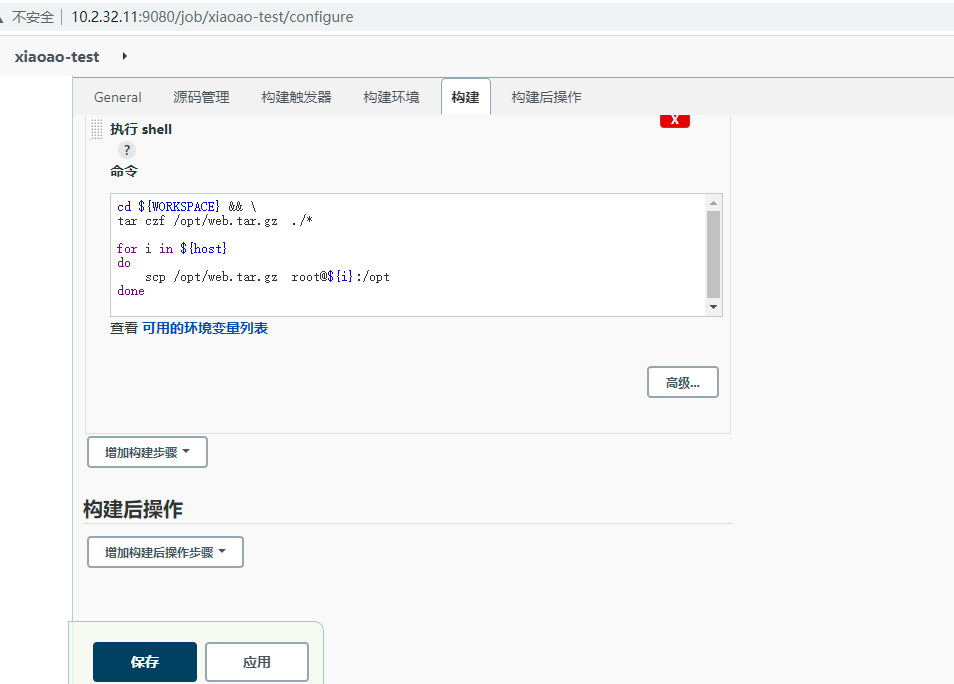 不安全 10.2.32.11:9080/job/xiaoao-test/configure
xiaoao-test
General 源码管理 构建触发器 构建环境 构建 构建后操作
执行 shell X
?
命令
cd ${WORKSPACE} && \
tar czf /opt/web.tar.gz ./*
for i in ${host}
do
scp /opt/web.tar.gz root@${i}:/opt
done
查看 可用的环境变量列表
高级...
增加构建步骤
构建后操作
增加构建后操作步骤
保存 应用